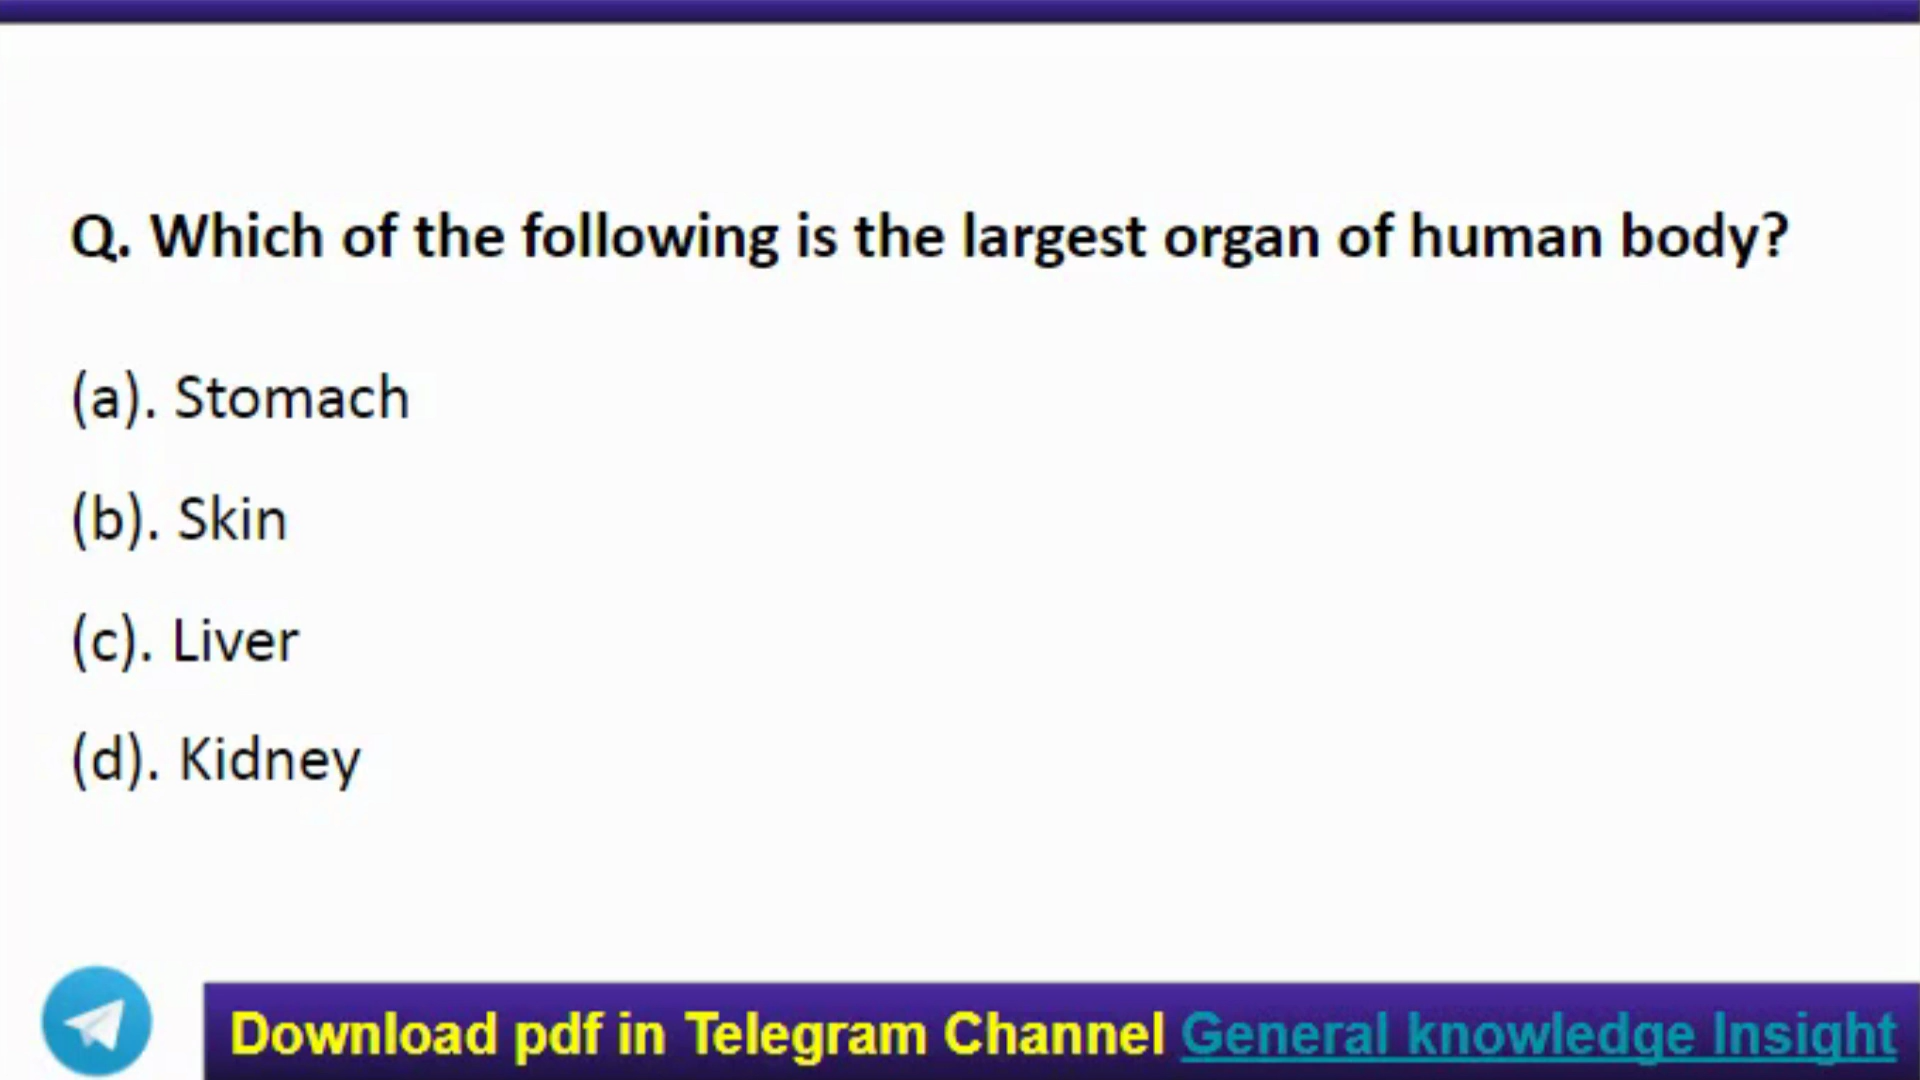 Q. Which of the following is the largest organ of human body?
(a). Stomach
(b). Skin
(c). Liver
(d). Kidney
Download pdf in Telegram Channel General knowledge Insight